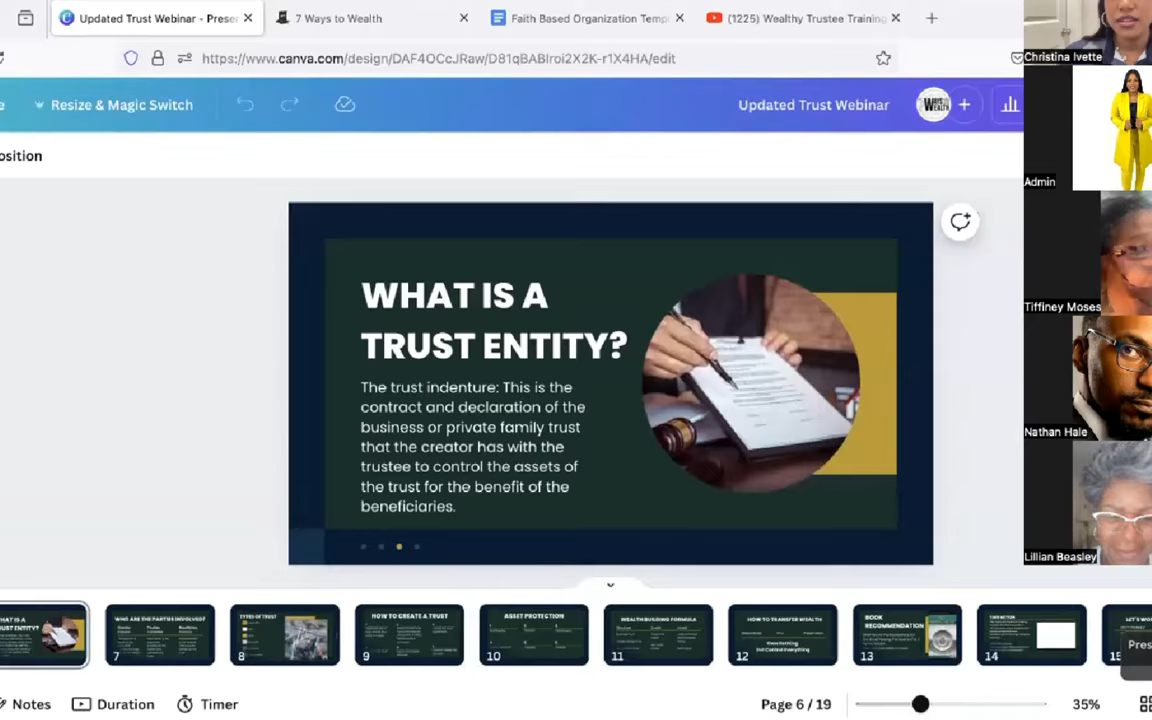 Updated Trust Webinar - Prese
7 Ways to Wealth
Faith Based Organization Temp
(1225) Wealthy Trustee Training
https://www.canva.com/design/DAF4OCcJRaw/D81qBABIroi2X2K-r1X4HA/edit
Resize & Magic Switch
Updated Trust Webinar
osition
Christina Ivette
Admin
Tiffiney Moses
Nathan Hale
Lillian Beasley
WHAT IS A
TRUST ENTITY?
The trust indenture: This is the
contract and declaration of the
business or private family trust
that the creator has with the
trustee to control the assets of
the trust for the benefit of the
beneficiaries.
WHO ARE THE PARTIES INVOLVED?
7
TYPES OF TRUST
8
HOW TO CREATE A TRUST
9
ASSET PROTECTION
10
WEALTH BUILDING FORMULA
11
HOW TO TRANSFER WEALTH
12
BOOK
RECOMMENDATION
13
14
15
Pres
Notes
Duration
Timer
Page 6 / 19
35%